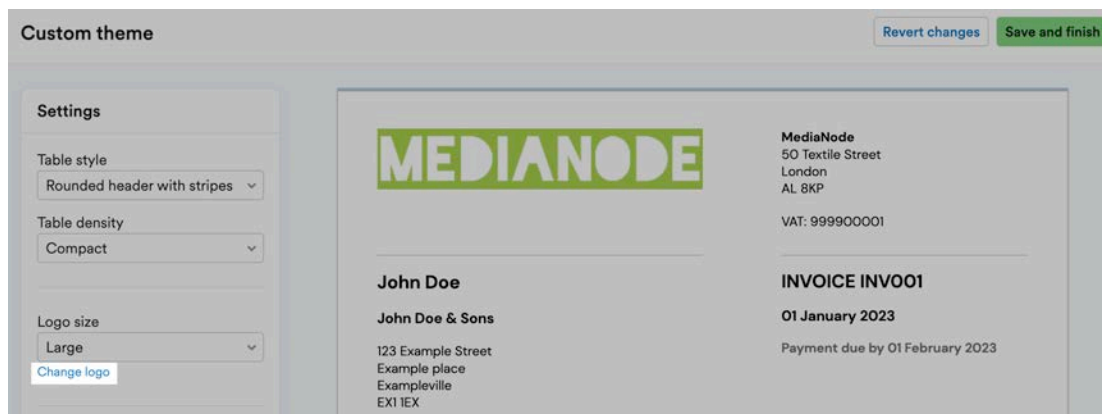 Custom theme
Revert changes
Save and finish
Settings
Table style
Rounded header with stripes
Table density
Compact
Logo size
Large
Change logo
MEDIANODE
MediaNode
50 Textile Street
London
AL 8KP
VAT: 999900001
John Doe
John Doe & Sons
123 Example Street
Example place
Exampleville
EX1 1EX
INVOICE INV001
01 January 2023
Payment due by 01 February 2023